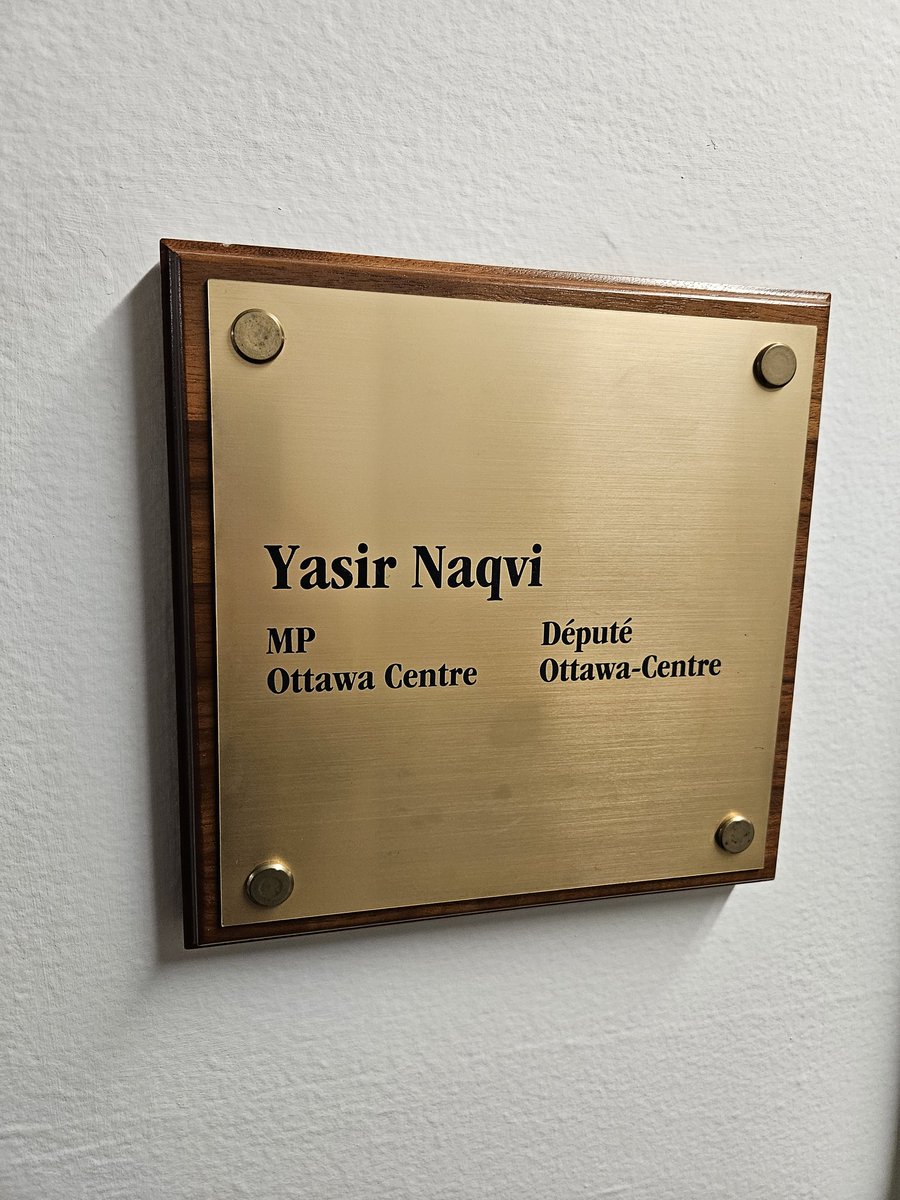 Yasir Naqvi
MP
Ottawa Centre
Député
Ottawa-Centre